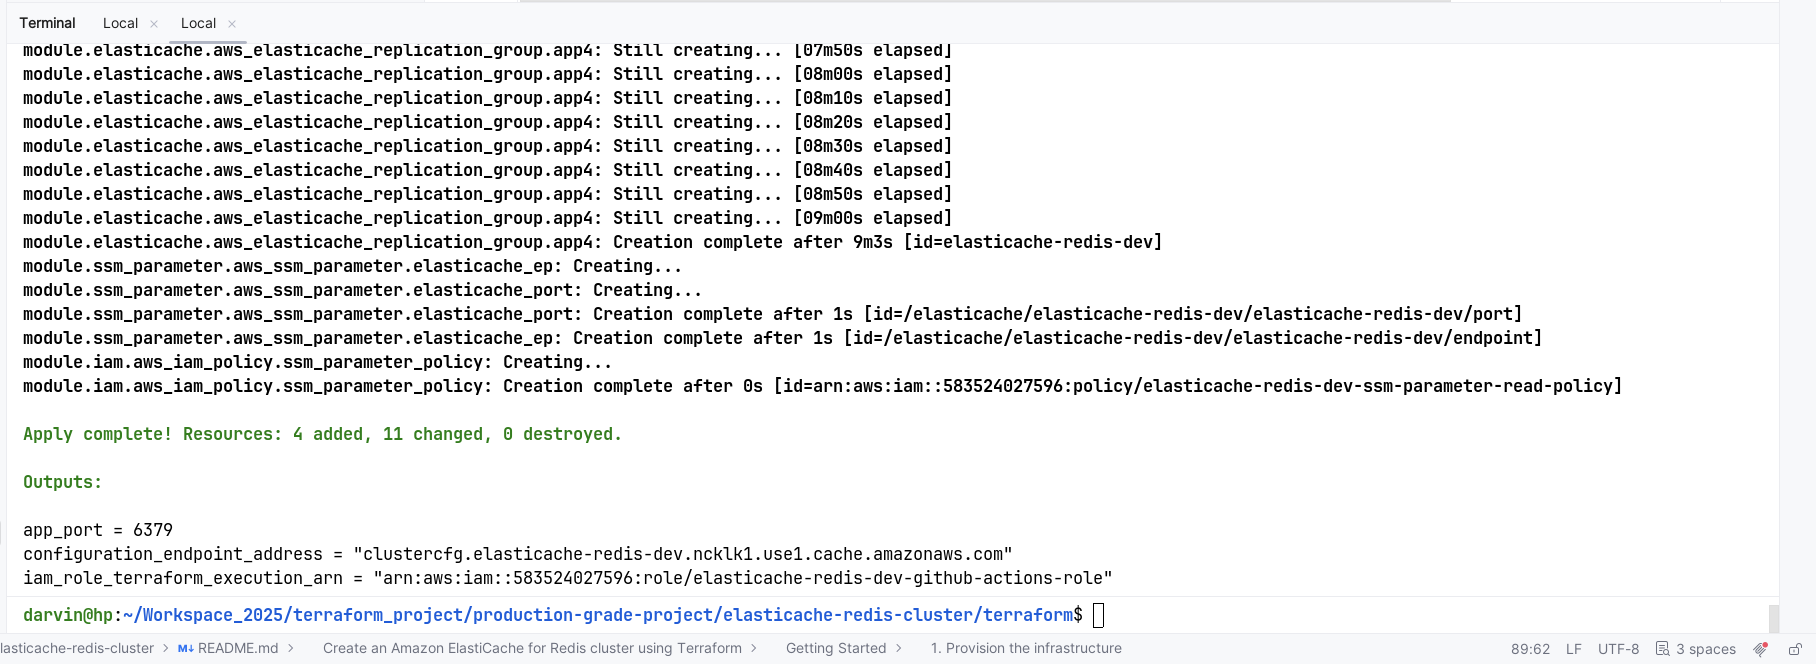 Terminal Local × Local ×
module.elasticache.aws_elasticache_replication_group.app4: Still creating... [07m50s elapsed]
module.elasticache.aws_elasticache_replication_group.app4: Still creating... [08m00s elapsed]
module.elasticache.aws_elasticache_replication_group.app4: Still creating... [08m10s elapsed]
module.elasticache.aws_elasticache_replication_group.app4: Still creating... [08m20s elapsed]
module.elasticache.aws_elasticache_replication_group.app4: Still creating... [08m30s elapsed]
module.elasticache.aws_elasticache_replication_group.app4: Still creating... [08m40s elapsed]
module.elasticache.aws_elasticache_replication_group.app4: Still creating... [08m50s elapsed]
module.elasticache.aws_elasticache_replication_group.app4: Still creating... [09m00s elapsed]
module.elasticache.aws_elasticache_replication_group.app4: Creation complete after 9m3s [id=elasticache-redis-dev]
module.ssm_parameter.aws_ssm_parameter.elasticache_ep: Creating...
module.ssm_parameter.aws_ssm_parameter.elasticache_port: Creating...
module.ssm_parameter.aws_ssm_parameter.elasticache_port: Creation complete after 1s [id=/elasticache/elasticache-redis-dev/elasticache-redis-dev/port]
module.ssm_parameter.aws_ssm_parameter.elasticache_ep: Creation complete after 1s [id=/elasticache/elasticache-redis-dev/elasticache-redis-dev/endpoint]
module.iam.aws_iam_policy.ssm_parameter_policy: Creating...
module.iam.aws_iam_policy.ssm_parameter_policy: Creation complete after 0s [id=arn:aws:iam::583524027596:policy/elasticache-redis-dev-ssm-parameter-read-policy]
Apply complete! Resources: 4 added, 11 changed, 0 destroyed.
Outputs:
app_port = 6379
configuration_endpoint_address = "clustercfg.elasticache-redis-dev.ncklk1.use1.cache.amazonaws.com"
iam_role_terraform_execution_arn = "arn:aws:iam::583524027596:role/elasticache-redis-dev-github-actions-role"
darvin@hp:~/Workspace_2025/terraform_project/production-grade-project/elasticache-redis-cluster/terraform$
lasticache-redis-cluster > M↓ README.md > Create an Amazon ElastiCache for Redis cluster using Terraform > Getting Started > 1. Provision the infrastructure 89:62 LF UTF-8 3 spaces